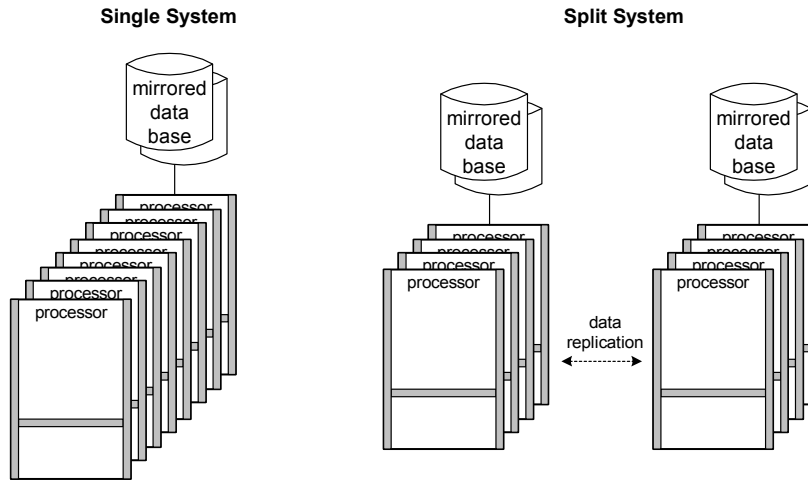 Single System
mirrored
data
base
processor
processor
processor
processor
processor
processor
processor
processor
Split System
mirrored
data
base
processor
processor
processor
processor
data
replication
mirrored
data
base
processor
processor
processor
processor